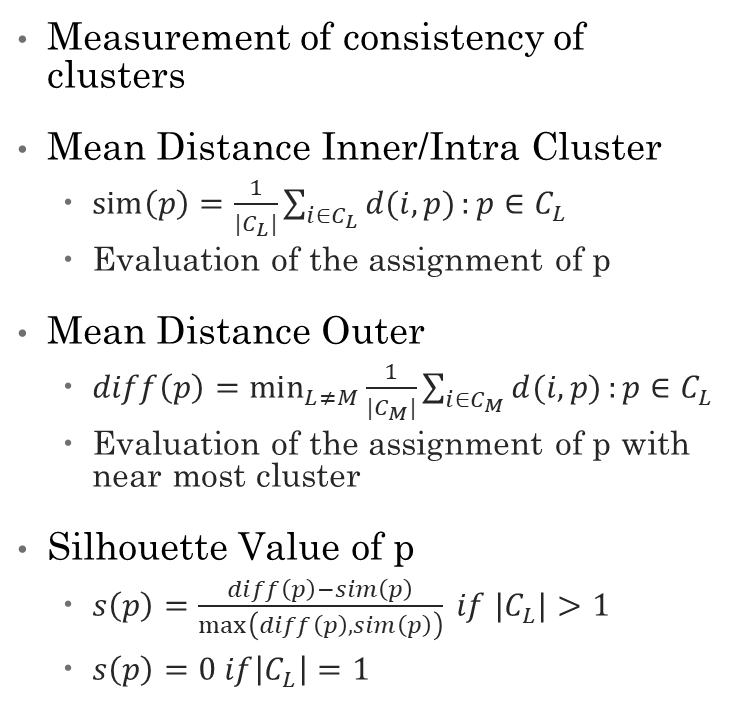 • Measurement of consistency of
clusters
• Mean Distance Inner/Intra Cluster
• sim(p) = 1/|C_L| ∑_{i∈C_L} d(i, p) : p ∈ C_L
• Evaluation of the assignment of p
• Mean Distance Outer
• diff(p) = min_{L≠M} 1/|C_M| ∑_{i∈C_M} d(i, p) : p ∈ C_L
• Evaluation of the assignment of p with
near most cluster
• Silhouette Value of p
• s(p) = (diff(p)−sim(p))/(max(diff(p),sim(p))) if |C_L| > 1
• s(p) = 0 if|C_L| = 1